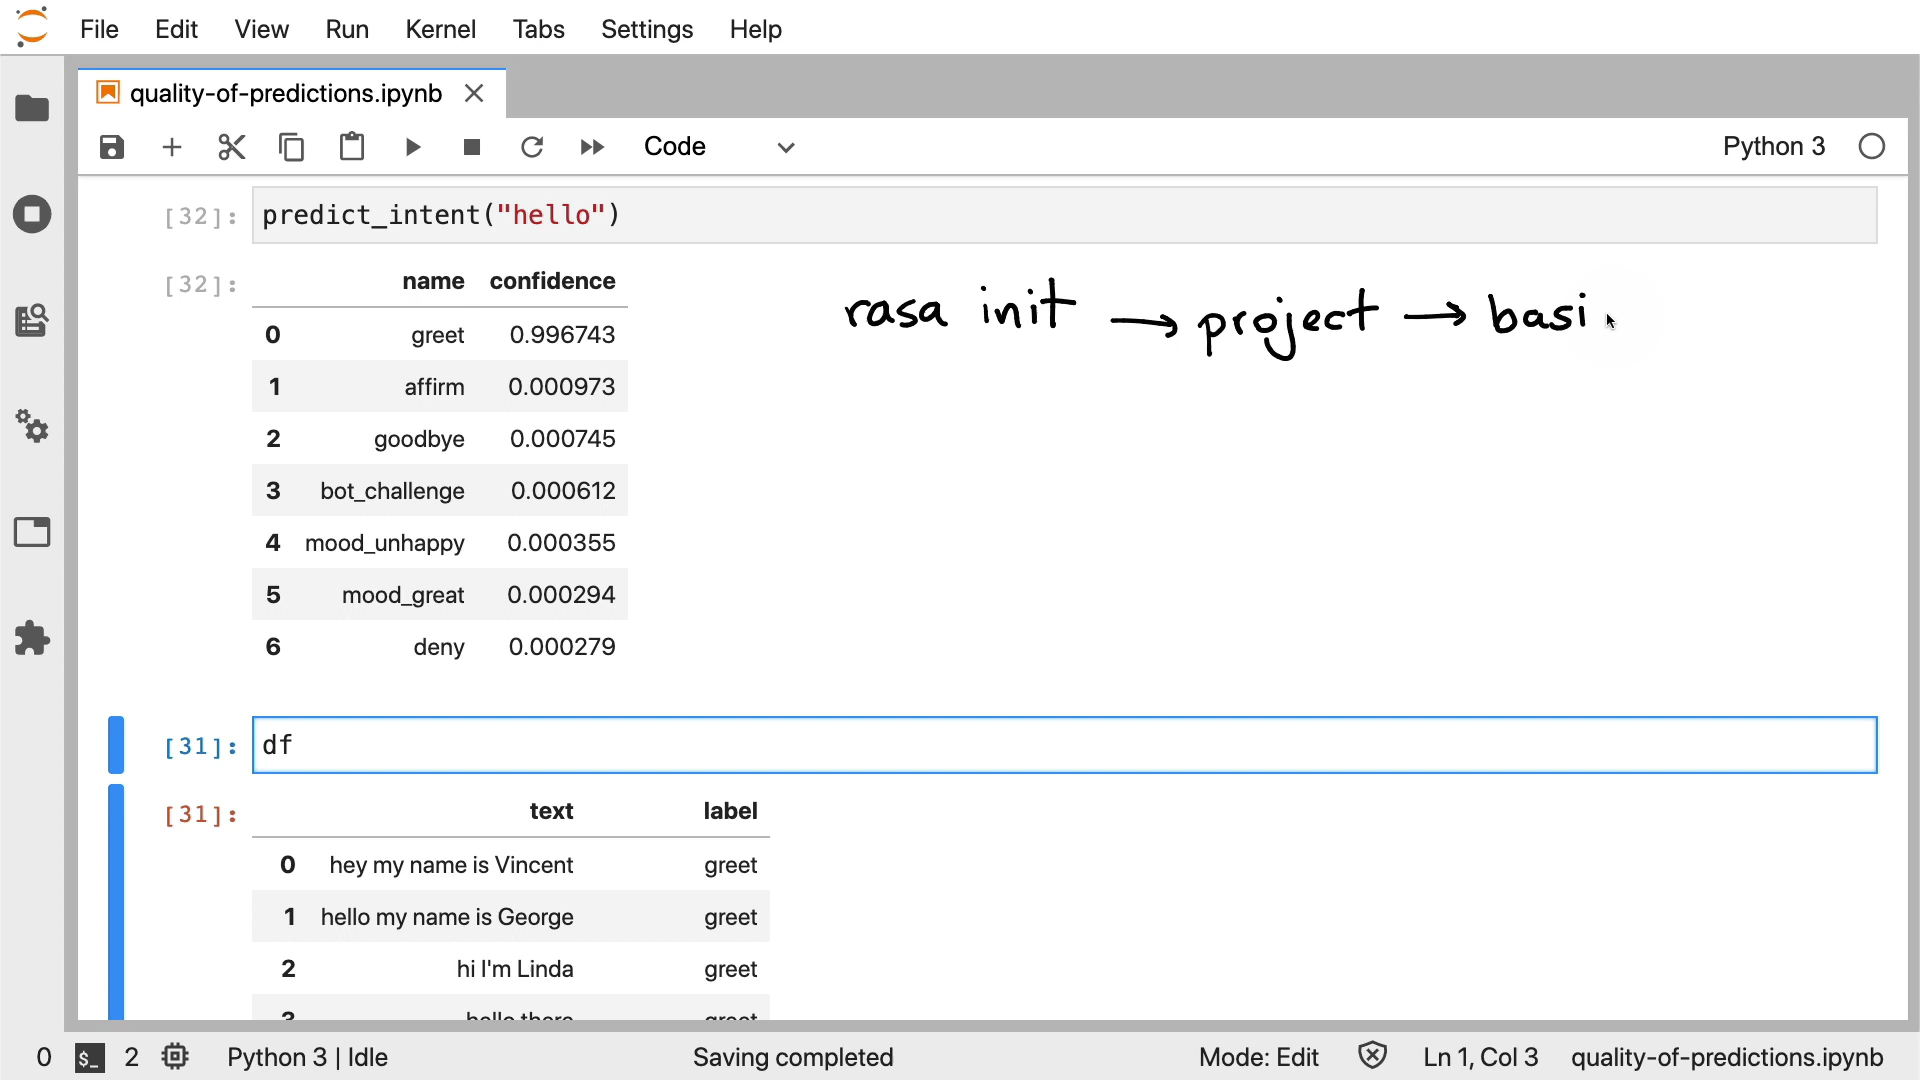 File Edit View Run Kernel Tabs Settings Help
quality-of-predictions.ipynb
Code Python 3
[32]: predict_intent("hello")
[32]: name confidence
0 greet 0.996743
1 affirm 0.000973
2 goodbye 0.000745
3 bot_challenge 0.000612
4 mood_unhappy 0.000355
5 mood_great 0.000294
6 deny 0.000279
rasa init → project → basi
[31]: df
[31]: text label
0 hey my name is Vincent greet
1 hello my name is George greet
2 hi I'm Linda greet
3 hello there greet
0 $_ 2 Python 3 | Idle Saving completed Mode: Edit Ln 1, Col 3 quality-of-predictions.ipynb